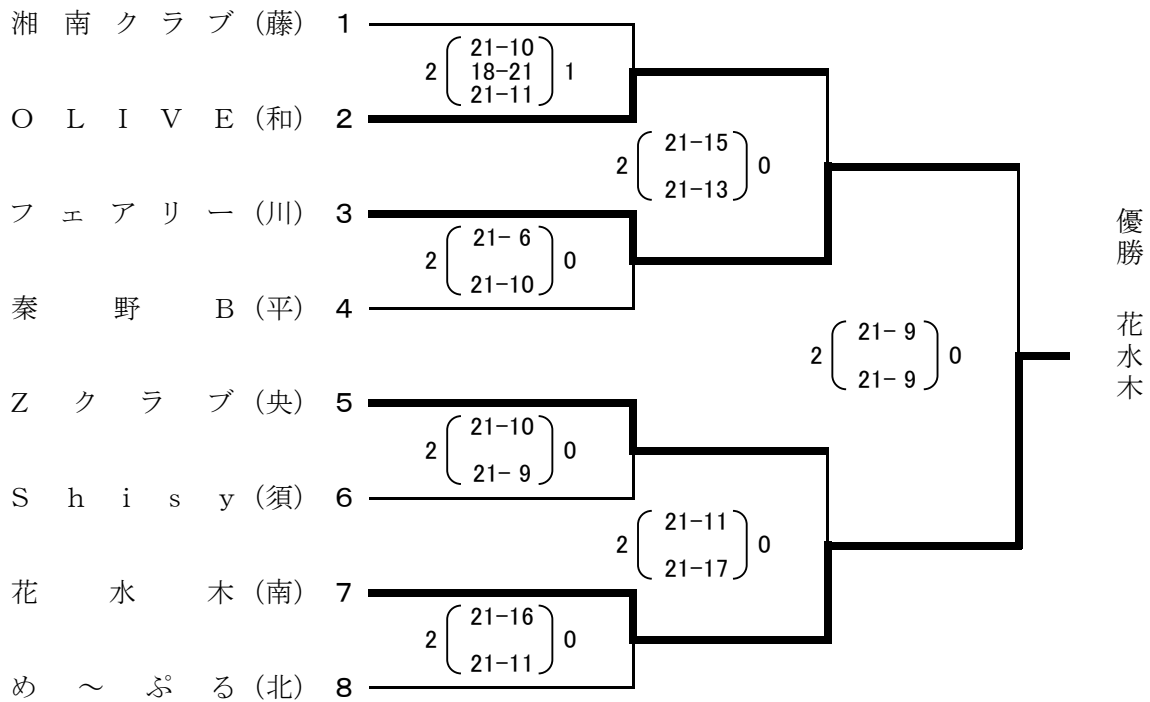 湘南クラブ(藤) 1
2 21-10 1
18-21
21-11
OLIVE(和) 2
2 21-15 0
21-13
フェアリー(川) 3
2 21- 6 0
21-10
秦野B(平) 4
2 21- 9 0
21- 9
優勝 花水木
Zクラブ(央) 5
2 21-10 0
21- 9
Shisy(須) 6
2 21-11 0
21-17
花水木(南) 7
2 21-16 0
21-11
め～ぷる(北) 8